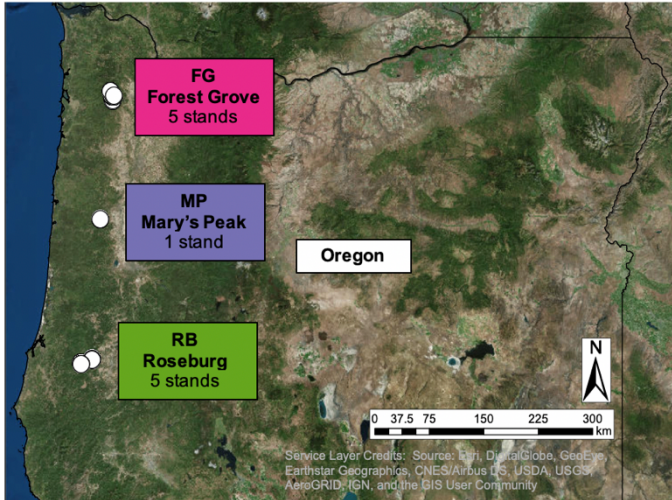 FG
Forest Grove
5 stands
MP
Mary's Peak
1 stand
Oregon
RB
Roseburg
5 stands
N
0 37.5 75 150 225 300
km
Service Layer Credits: Source: Esri, DigitalGlobe, GeoEye,
Earthstar Geographics, CNES/Airbus DS, USDA, USGS,
AeroGRID, IGN, and the GIS User Community